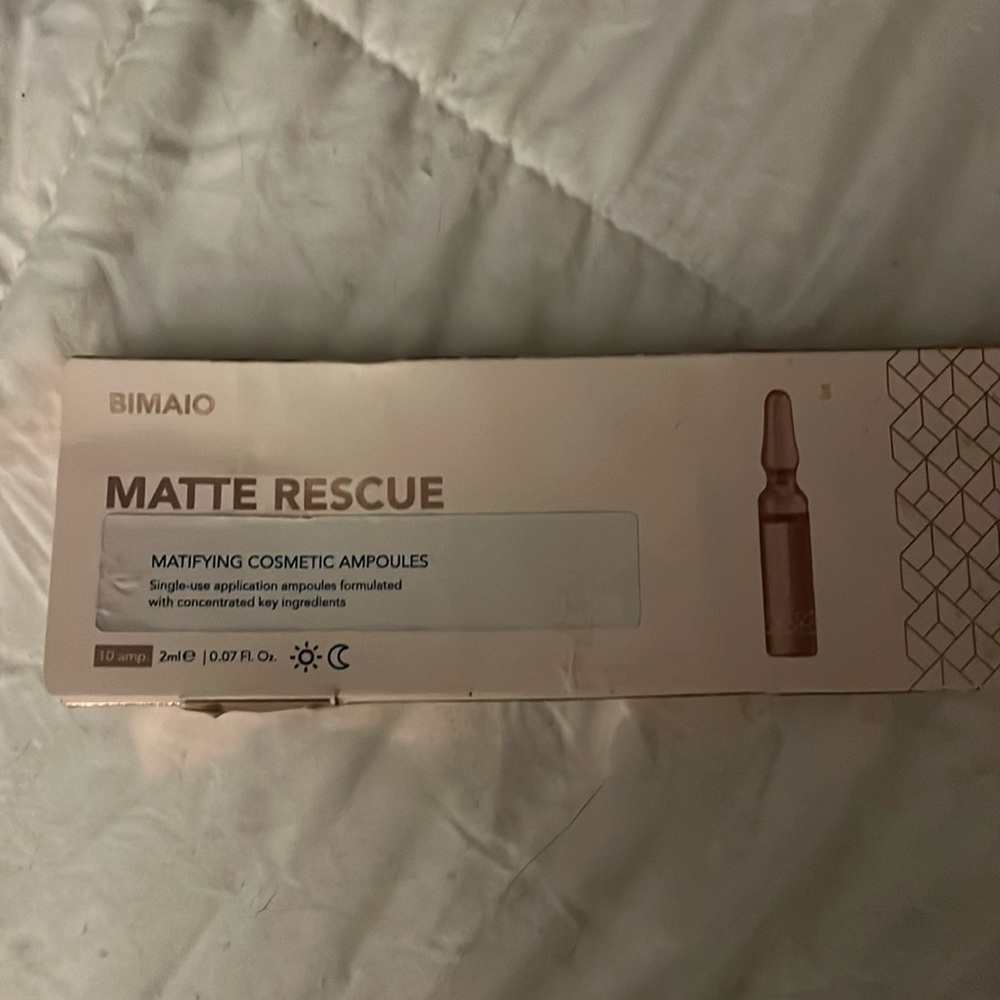 BIMAIO
MATTE RESCUE
MATIFYING COSMETIC AMPOULES
Single-use application ampoules formulated
with concentrated key ingredients
10 amp 2ml℮ | 0.07 Fl. Oz.